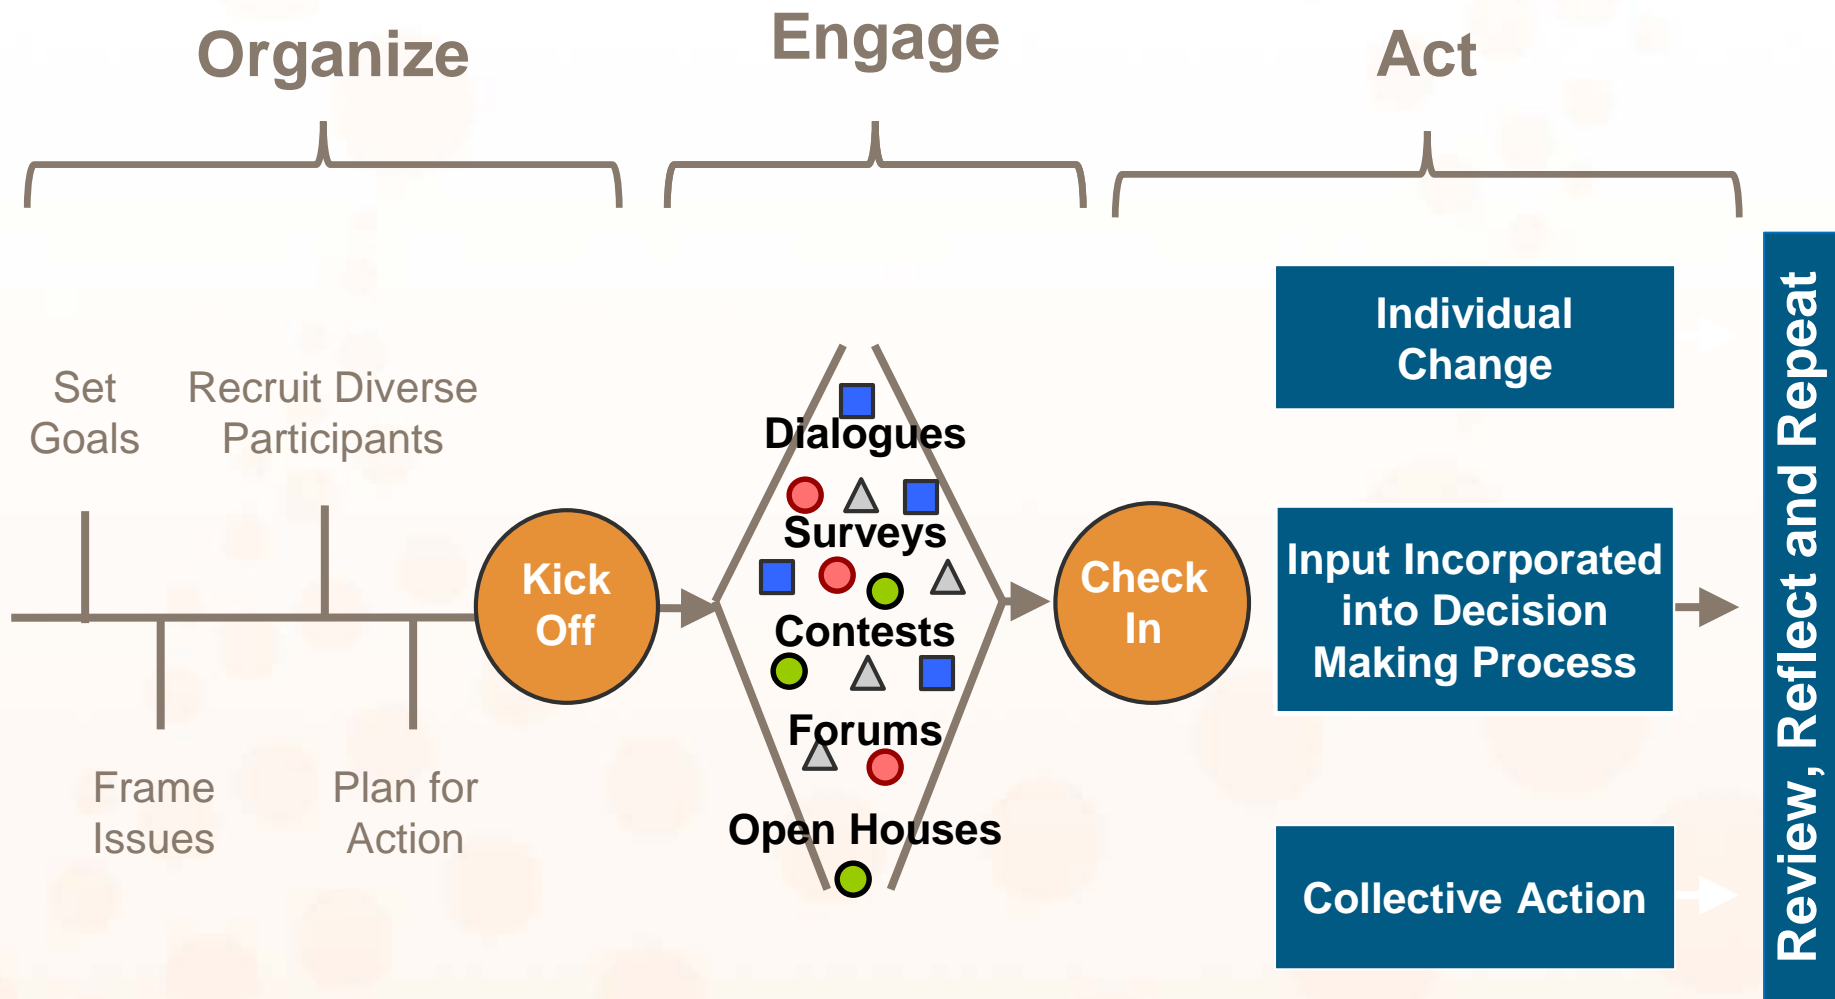 Organize
Engage
Act
Set
Goals
Recruit Diverse
Participants
Frame
Issues
Plan for
Action
Kick
Off
Dialogues
Surveys
Contests
Forums
Open Houses
Check
In
Individual
Change
Input Incorporated
into Decision
Making Process
Collective Action
Review, Reflect and Repeat